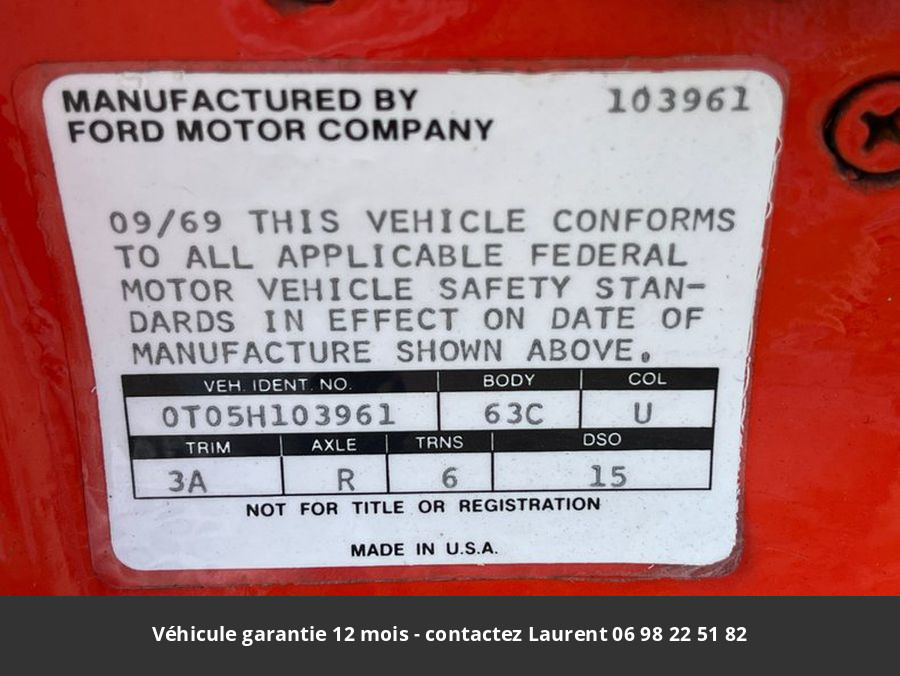 MANUFACTURED BY
FORD MOTOR COMPANY
103961
09/69 THIS VEHICLE CONFORMS
TO ALL APPLICABLE FEDERAL
MOTOR VEHICLE SAFETY STAN-
DARDS IN EFFECT ON DATE OF
MANUFACTURE SHOWN ABOVE.
VEH. IDENT. NO. BODY COL
0T05H103961 63C U
TRIM AXLE TRNS DSO
3A R 6 15
NOT FOR TITLE OR REGISTRATION
MADE IN U.S.A.
Véhicule garantie 12 mois - contactez Laurent 06 98 22 51 82